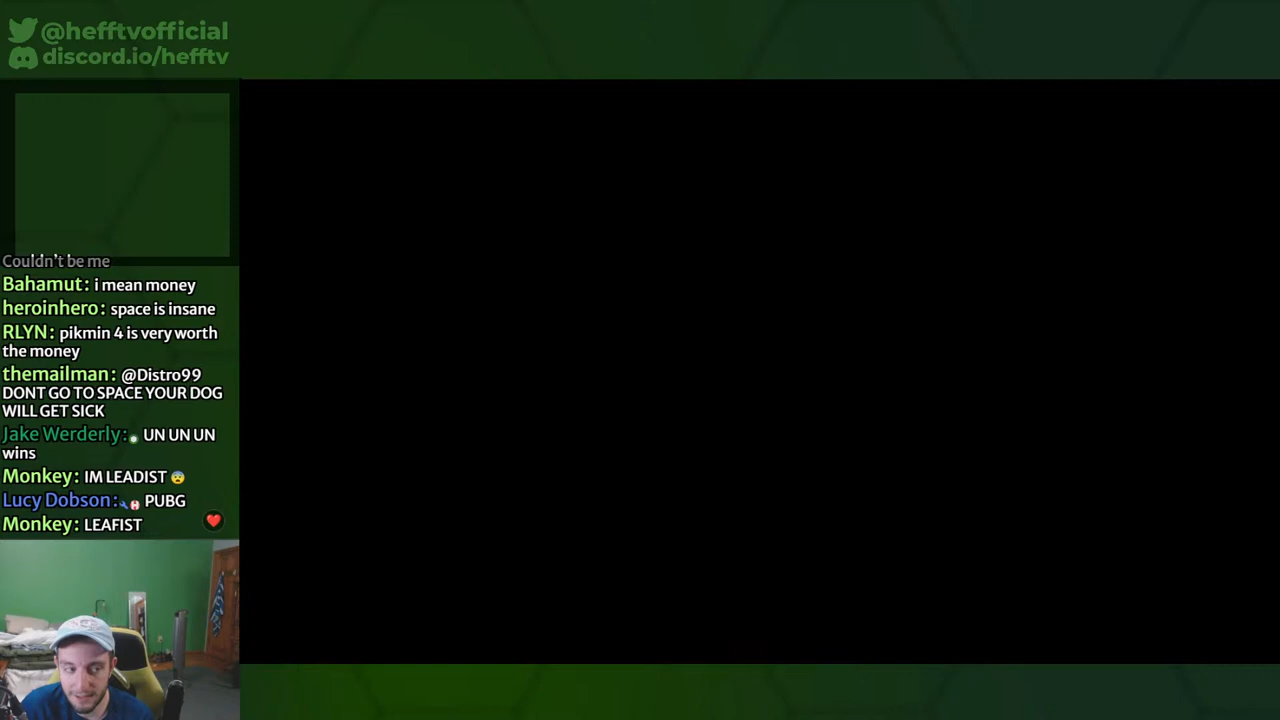 @hefftvofficial
discord.io/hefftv
Couldn't be me
Bahamut: i mean money
heroinhero: space is insane
RLYN: pikmin 4 is very worth
the money
themailman: @Distro99
DONT GO TO SPACE YOUR DOG
WILL GET SICK
Jake Werderly: UN UN UN
wins
Monkey: IM LEADIST 😨
Lucy Dobson: PUBG
Monkey: LEAFIST